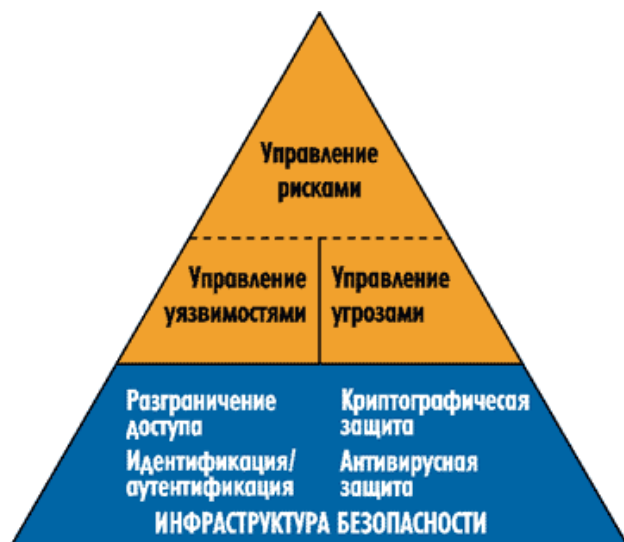 Управление
рисками
Управление
уязвимостями
Управление
угрозами
Разграничение
доступа
Криптографичесая
защита
Идентификация/
аутентификация
Антивирусная
защита
ИНФРАСТРУКТУРА БЕЗОПАСНОСТИ